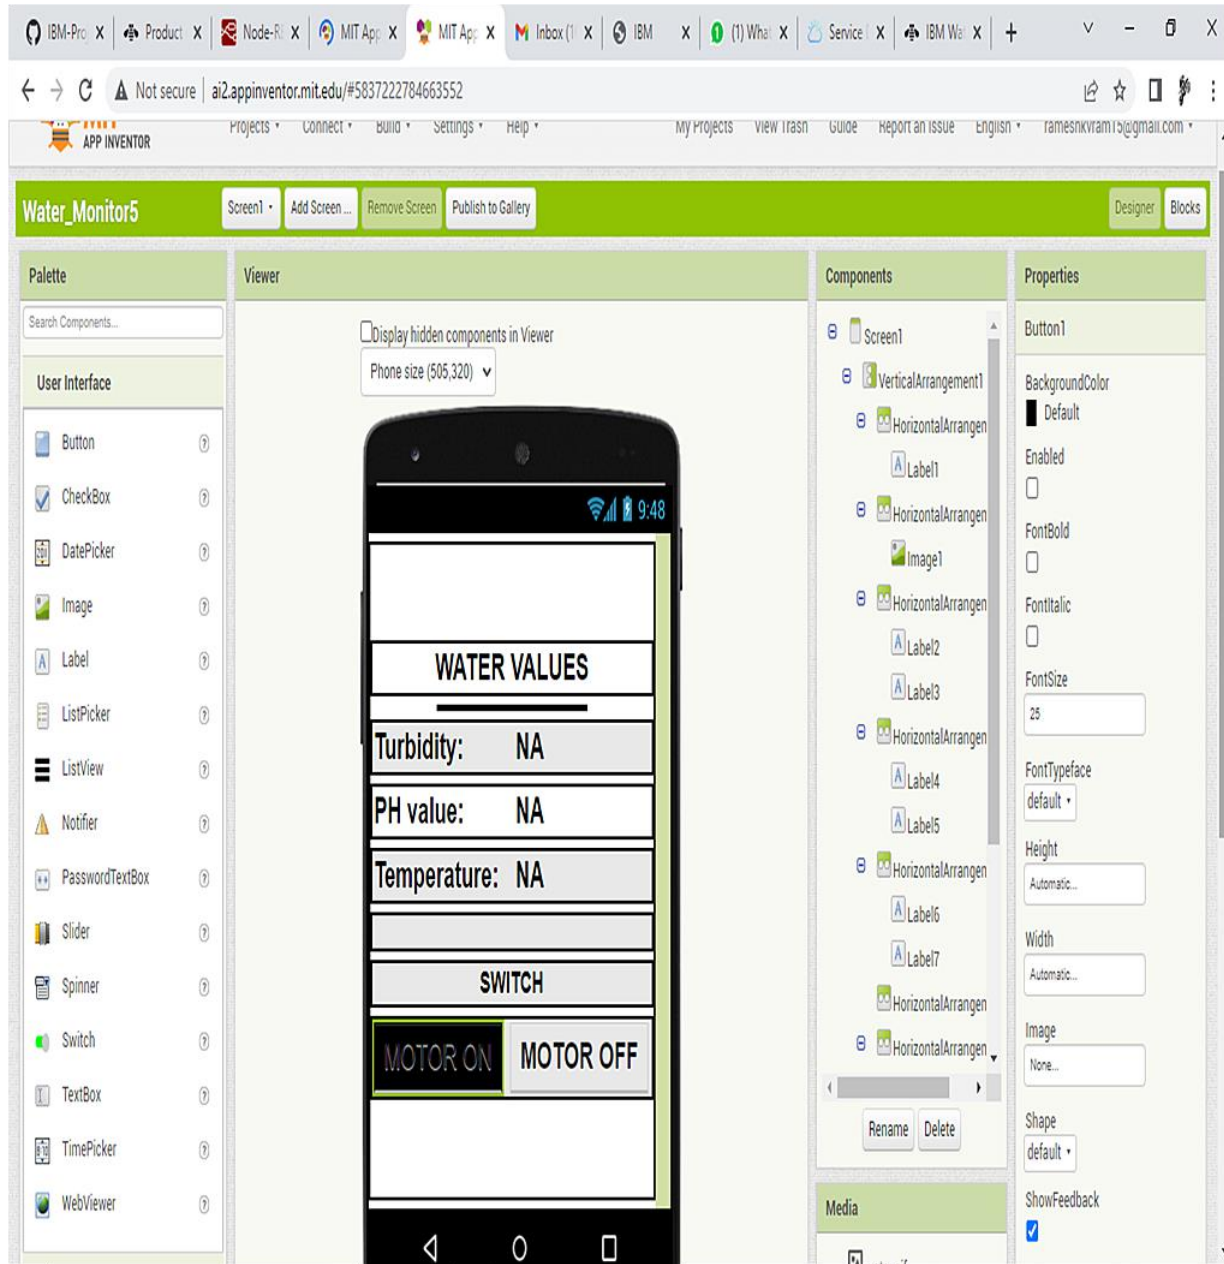 IBM-Pro
Product
Node-R
MIT App
MIT App
Inbox (1
IBM
(1) What
Service
IBM Wa
Not secure | ai2.appinventor.mit.edu/#5837222784663552
MIT
APP INVENTOR
Projects
Connect
Build
Settings
Help
My Projects
View Trash
Guide
Report an Issue
English
rameshkvram15@gmail.com
Water_Monitor5
Screen1
Add Screen ...
Remove Screen
Publish to Gallery
Designer
Blocks
Palette
Search Components...
User Interface
Button
CheckBox
DatePicker
Image
Label
ListPicker
ListView
Notifier
PasswordTextBox
Slider
Spinner
Switch
TextBox
TimePicker
WebViewer
Viewer
Display hidden components in Viewer
Phone size (505,320)
9:48
WATER VALUES
Turbidity: NA
PH value: NA
Temperature: NA
SWITCH
MOTOR ON
MOTOR OFF
Components
Screen1
VerticalArrangement1
HorizontalArrangen
Label1
HorizontalArrangen
Image1
HorizontalArrangen
Label2
Label3
HorizontalArrangen
Label4
Label5
HorizontalArrangen
Label6
Label7
HorizontalArrangen
HorizontalArrangen
Rename
Delete
Media
Properties
Button1
BackgroundColor
Default
Enabled
FontBold
FontItalic
FontSize
25
FontTypeface
default
Height
Automatic...
Width
Automatic...
Image
None...
Shape
default
ShowFeedback